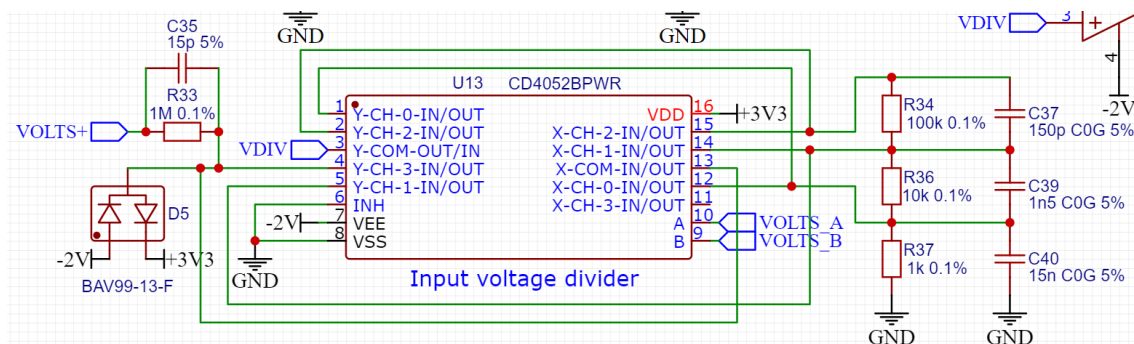 GND
GND
VDIV
3
4
-2V
C35
15p 5%
R33
1M 0.1%
VOLTS+
VDIV
D5
-2V
+3V3
BAV99-13-F
U13
CD4052BPWR
1
Y-CH-0-IN/OUT
2
Y-CH-2-IN/OUT
3
Y-COM-OUT/IN
4
Y-CH-3-IN/OUT
5
Y-CH-1-IN/OUT
6
INH
7
VEE
8
VSS
-2V
GND
VDD
16
+3V3
X-CH-2-IN/OUT
15
X-CH-1-IN/OUT
14
X-COM-IN/OUT
13
X-CH-0-IN/OUT
12
X-CH-3-IN/OUT
11
A
10
VOLTS_A
B
9
VOLTS_B
Input voltage divider
R34
100k 0.1%
C37
150p C0G 5%
R36
10k 0.1%
C39
1n5 C0G 5%
R37
1k 0.1%
C40
15n C0G 5%
GND
GND